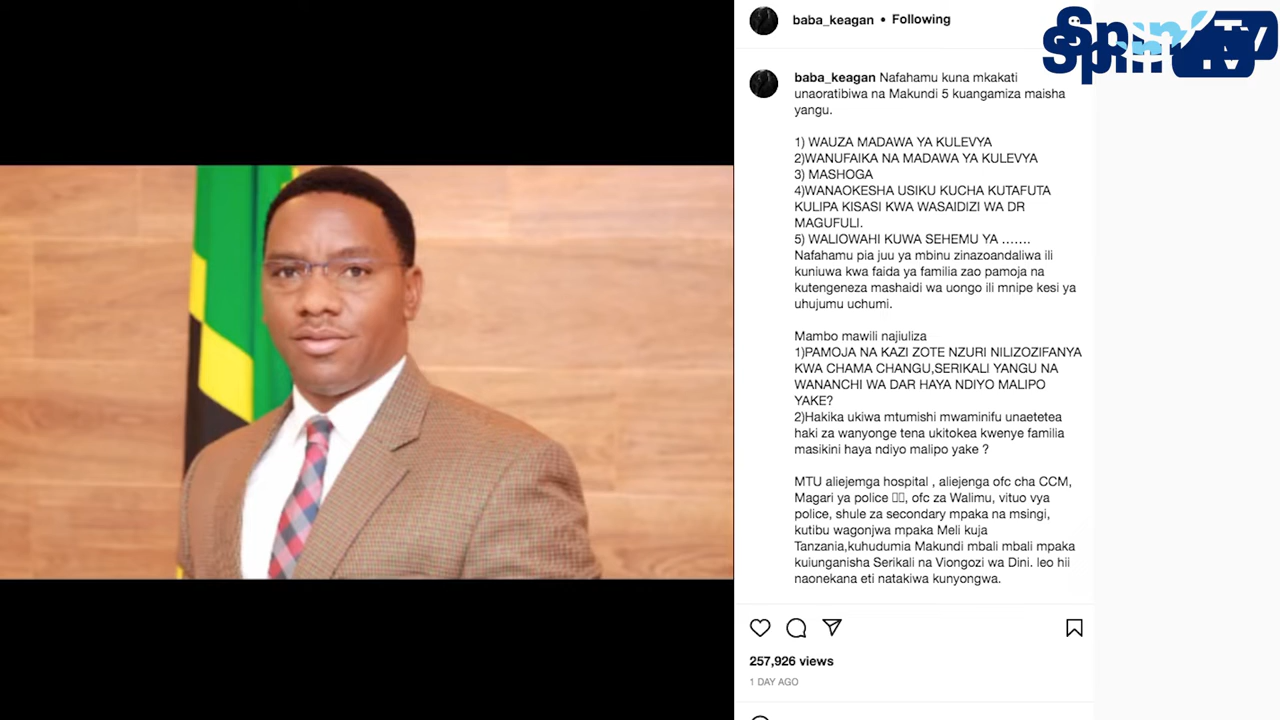 baba_keagan • Following
Spin TV
Spin TV
baba_keagan Nafahamu kuna mkakati
unaoratibiwa na Makundi 5 kuangamiza maisha
yangu.
1) WAUZA MADAWA YA KULEVYA
2)WANUFAIKA NA MADAWA YA KULEVYA
3) MASHOGA
4)WANAOKESHA USIKU KUCHA KUTAFUTA
KULIPA KISASI KWA WASAIDIZI WA DR
MAGUFULI.
5) WALIOWAHI KUWA SEHEMU YA .......
Nafahamu pia juu ya mbinu zinazoandaliwa ili
kuniuwa kwa faida ya familia zao pamoja na
kutengeneza mashaidi wa uongo ili mnipe kesi ya
uhujumu uchumi.
Mambo mawili najiuliza
1)PAMOJA NA KAZI ZOTE NZURI NILIZOZIFANYA
KWA CHAMA CHANGU,SERIKALI YANGU NA
WANANCHI WA DAR HAYA NDIYO MALIPO
YAKE?
2)Hakika ukiwa mtumishi mwaminifu unaetetea
haki za wanyonge tena ukitokea kwenye familia
masikini haya ndiyo malipo yake ?
MTU aliejemga hospital , aliejenga ofc cha CCM,
Magari ya police, ofc za Walimu, vituo vya
police, shule za secondary mpaka na msingi,
kutibu wagonjwa mpaka Meli kuja
Tanzania,kuhudumia Makundi mbali mbali mpaka
kuiunganisha Serikali na Viongozi wa Dini. leo hii
naonekana eti natakiwa kunyongwa.
257,926 views
1 DAY AGO